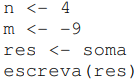 n <- 4
m <- -9
res <- soma
escreva(res)